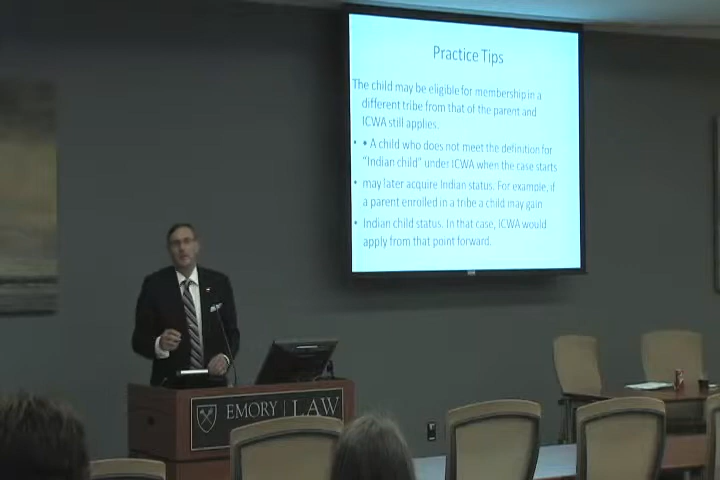 Practice Tips
The child may be eligible for membership in a
different tribe from that of the parent and
ICWA still applies.
• • A child who does not meet the definition for
"Indian child" under ICWA when the case starts
• may later acquire Indian status. For example, if
a parent enrolled in a tribe a child may gain
• Indian child status. In that case, ICWA would
apply from that point forward.
EMORY | LAW